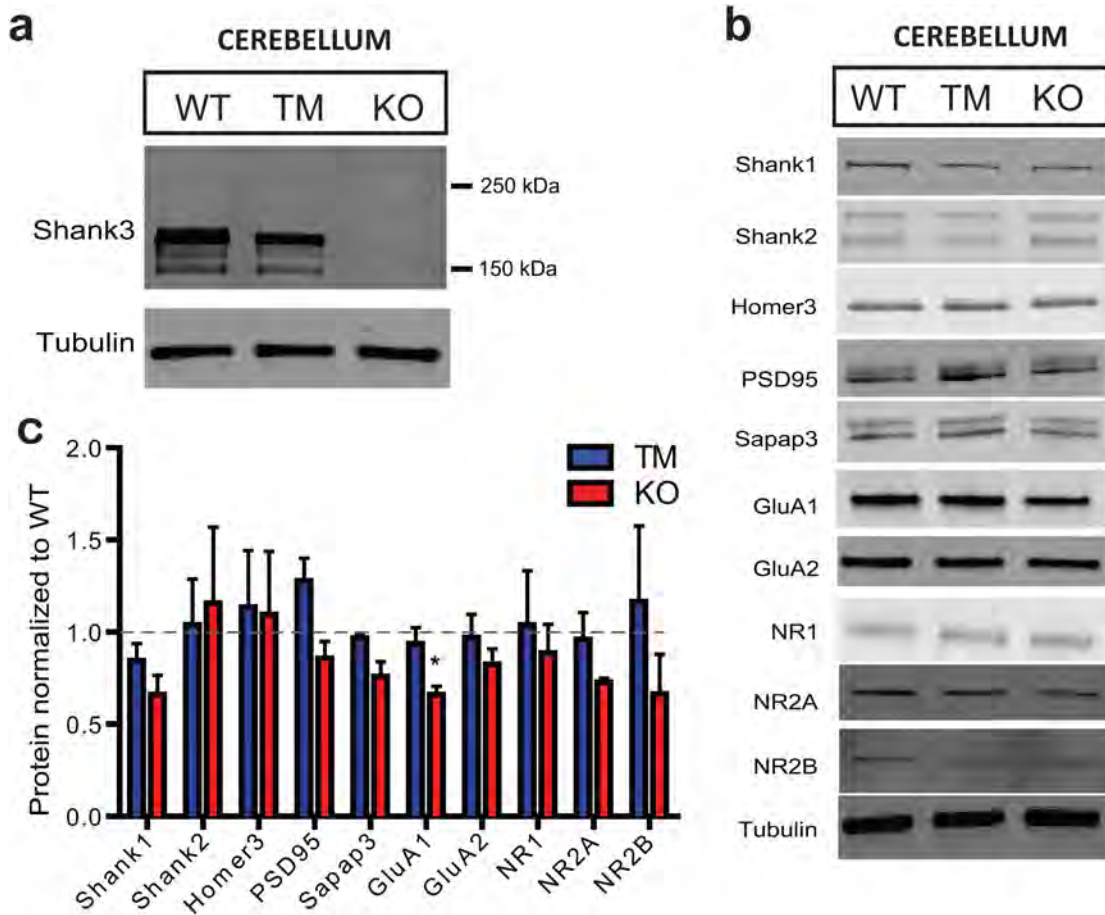 a
CEREBELLUM
WT TM KO
Shank3
250 kDa
150 kDa
Tubulin
b
CEREBELLUM
WT TM KO
Shank1
Shank2
Homer3
PSD95
Sapap3
GluA1
GluA2
NR1
NR2A
NR2B
Tubulin
c
Protein normalized to WT
2.0
1.5
1.0
0.5
0.0
TM
KO
*
Shank1
Shank2
Homer3
PSD95
Sapap3
GluA1
GluA2
NR1
NR2A
NR2B